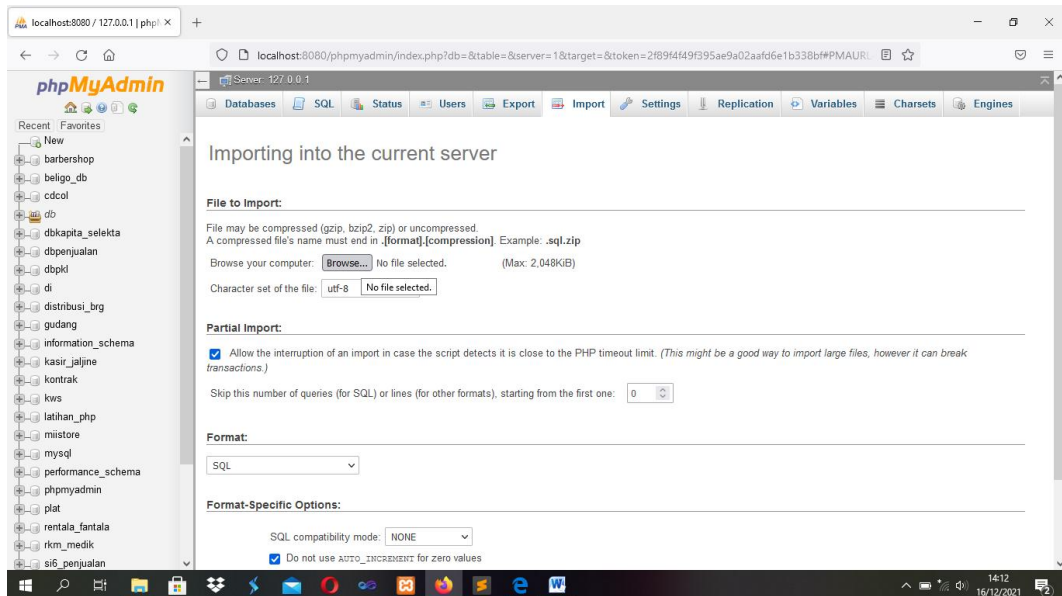 localhost:8080 / 127.0.0.1 | phpM
localhost:8080/phpmyadmin/index.php?db=&table=&server=1&target=&token=2f89f4f49f395ae9a02aafd6e1b338bf#PMAURL
phpMyAdmin
Recent Favorites
New
barbershop
beligo_db
cdcol
db
dbkapita_selekta
dbpenjualan
dbpkl
di
distribusi_brg
gudang
information_schema
kasir_jaljine
kontrak
kws
latihan_php
miistore
mysql
performance_schema
phpmyadmin
plat
rentala_fantala
rkm_medik
si6_penjualan
Server: 127.0.0.1
Databases SQL Status Users Export Import Settings Replication Variables Charsets Engines
Importing into the current server
File to Import:
File may be compressed (gzip, bzip2, zip) or uncompressed.
A compressed file's name must end in .[format].[compression]. Example: .sql.zip
Browse your computer: Browse... No file selected. (Max: 2,048KiB)
Character set of the file: utf-8 No file selected.
Partial Import:
Allow the interruption of an import in case the script detects it is close to the PHP timeout limit. (This might be a good way to import large files, however it can break
transactions.)
Skip this number of queries (for SQL) or lines (for other formats), starting from the first one: 0
Format:
SQL
Format-Specific Options:
SQL compatibility mode: NONE
Do not use AUTO_INCREMENT for zero values
14:12
16/12/2021